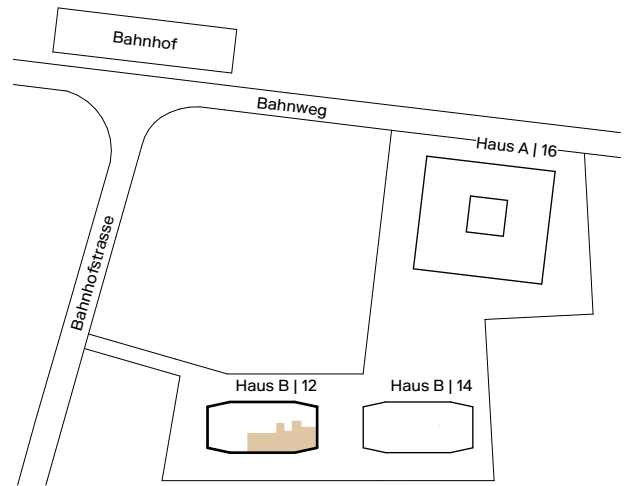 Bahnhof
Bahnweg
Haus A | 16
Bahnhofstrasse
Haus B | 12
Haus B | 14